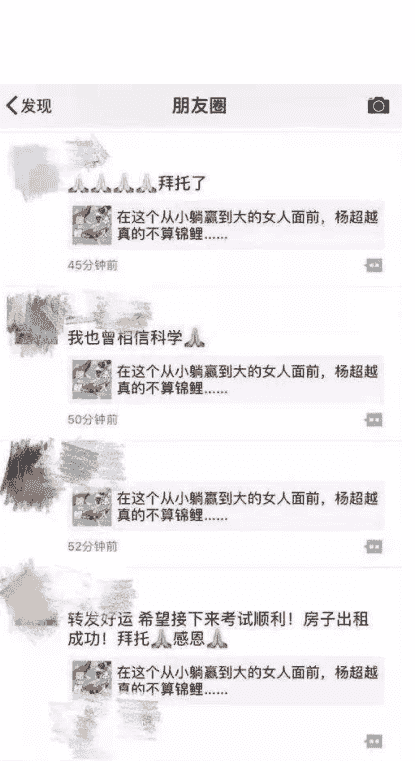 发现
朋友圈
🙏🙏🙏🙏拜托了
在这个从小躺赢到大的女人面前，杨超越
真的不算锦鲤……
45分钟前
我也曾相信科学🙏
在这个从小躺赢到大的女人面前，杨超越
真的不算锦鲤……
50分钟前
在这个从小躺赢到大的女人面前，杨超越
真的不算锦鲤……
52分钟前
转发好运 希望接下来考试顺利！房子出租
成功！拜托🙏感恩🙏
在这个从小躺赢到大的女人面前，杨超越
真的不算锦鲤……